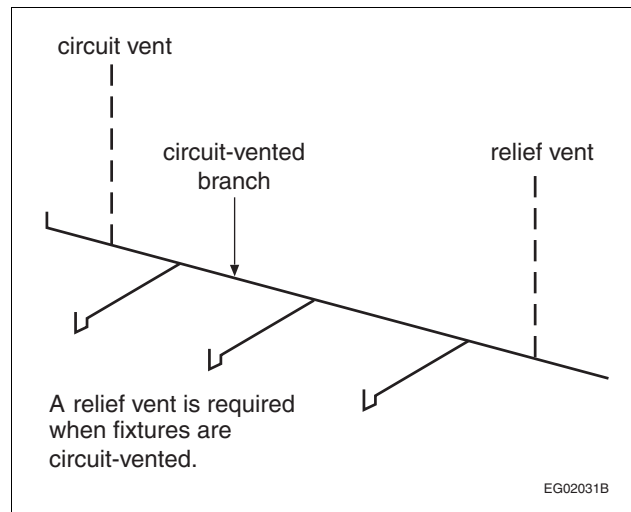 circuit vent
circuit-vented
branch
relief vent
A relief vent is required
when fixtures are
circuit-vented.
EG02031B